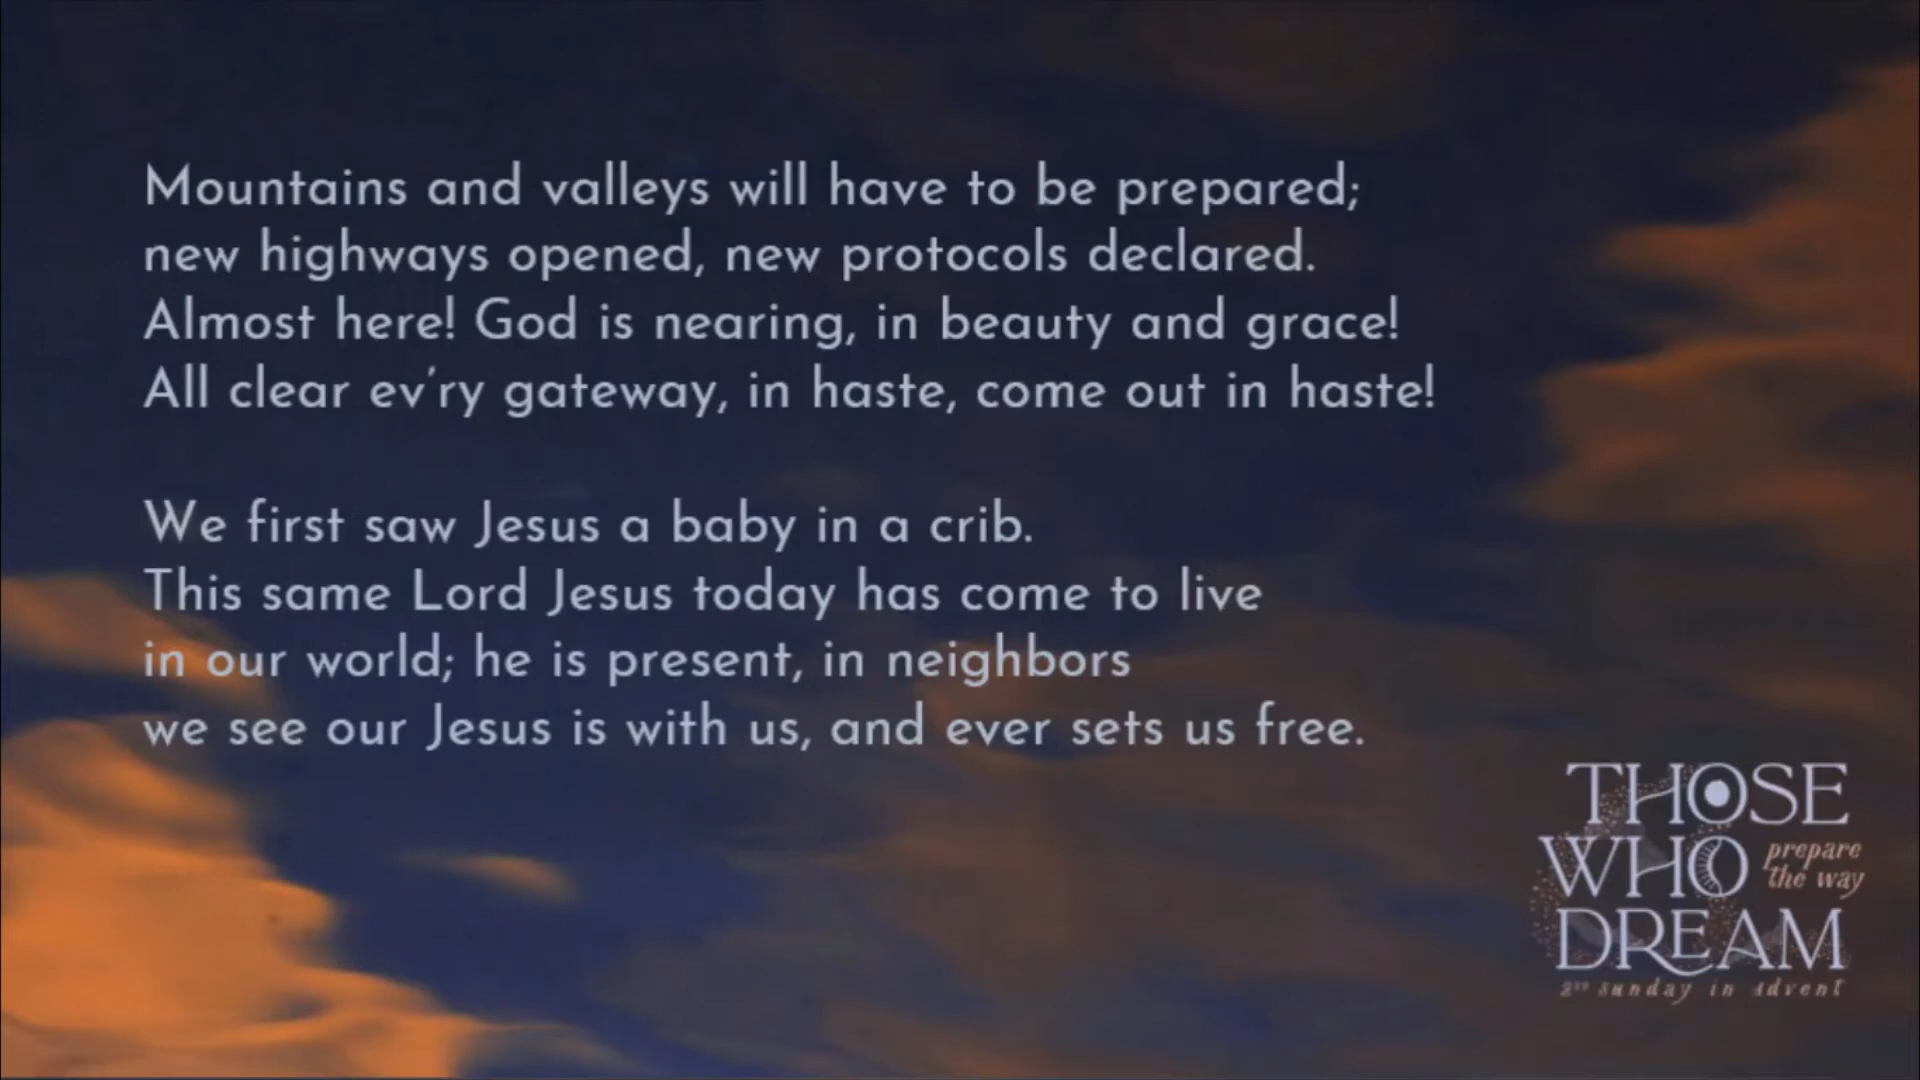 Mountains and valleys will have to be prepared;
new highways opened, new protocols declared.
Almost here! God is nearing, in beauty and grace!
All clear ev'ry gateway, in haste, come out in haste!
We first saw Jesus a baby in a crib.
This same Lord Jesus today has come to live
in our world; he is present, in neighbors
we see our Jesus is with us, and ever sets us free.
THOSE
WHO prepare
the way
DREAM
2ND Sunday in Advent